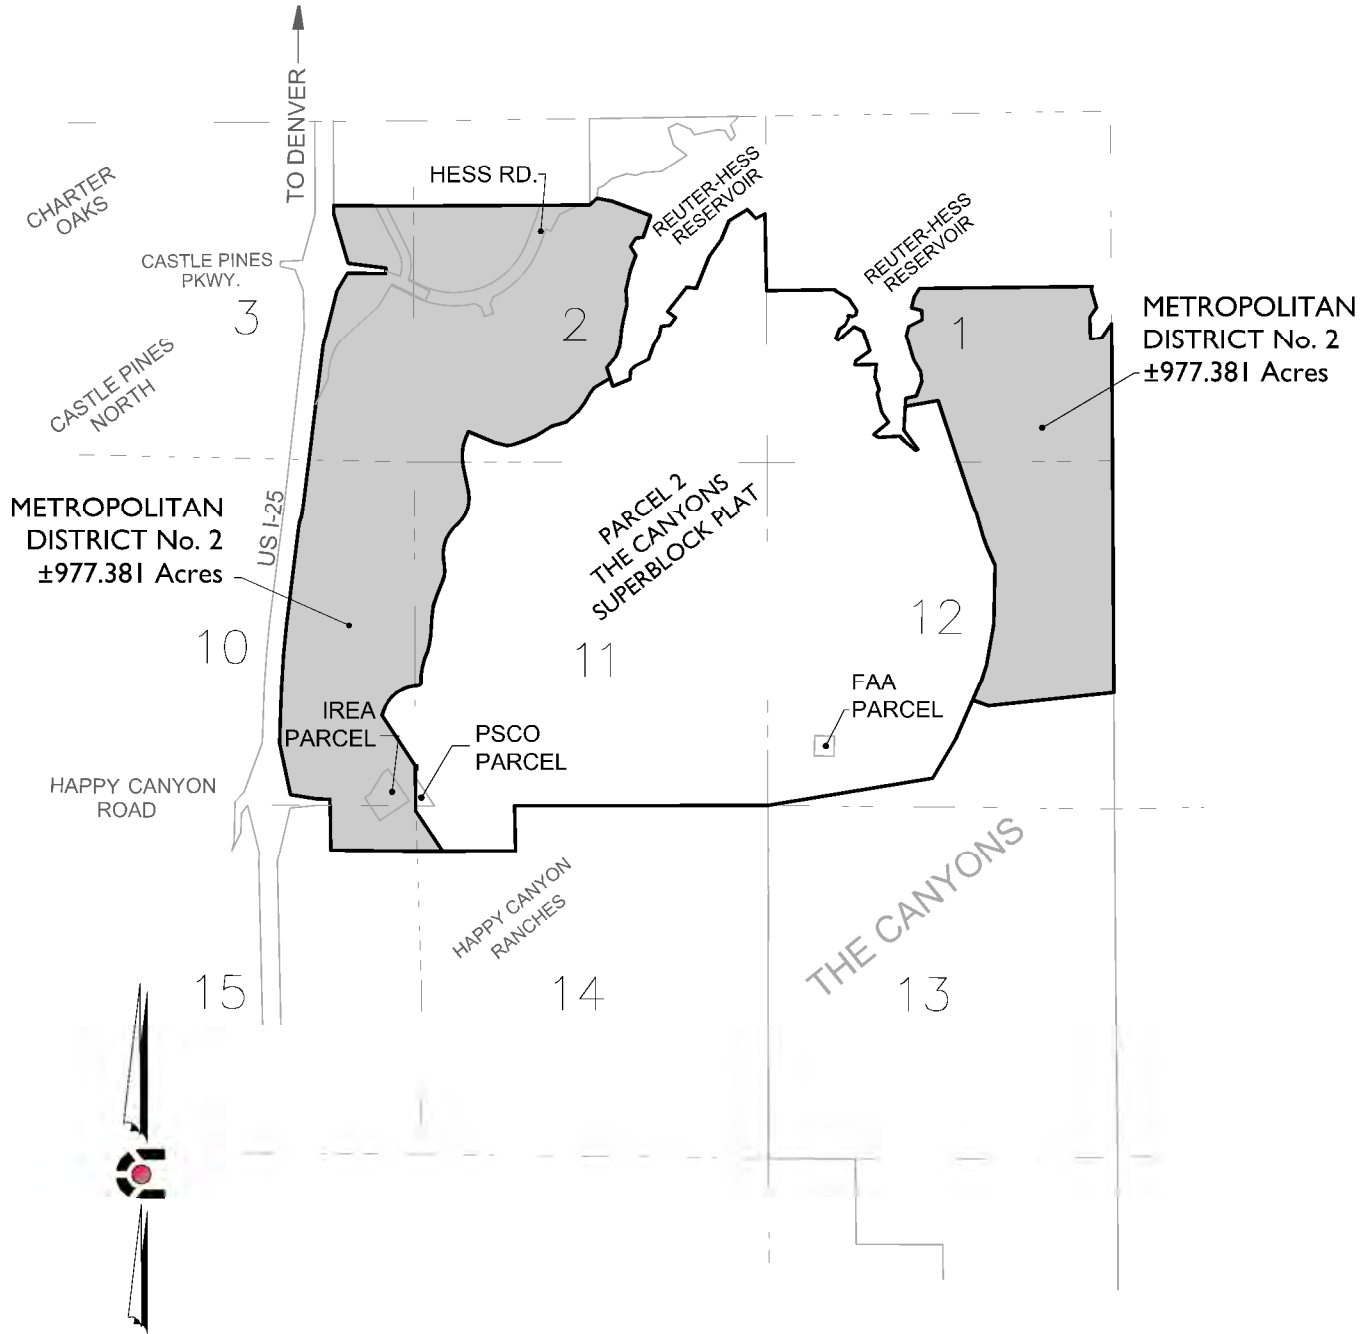 TO DENVER
CHARTER
OAKS
HESS RD.
REUTER-HESS
RESERVOIR
REUTER-HESS
RESERVOIR
CASTLE PINES
PKWY.
3
2
1
METROPOLITAN
DISTRICT No. 2
±977.381 Acres
CASTLE PINES
NORTH
METROPOLITAN
DISTRICT No. 2
±977.381 Acres
US I-25
PARCEL 2
THE CANYONS
SUPERBLOCK PLAT
10
11
12
IREA
PARCEL
PSCO
PARCEL
FAA
PARCEL
HAPPY CANYON
ROAD
HAPPY CANYON
RANCHES
THE CANYONS
15
14
13